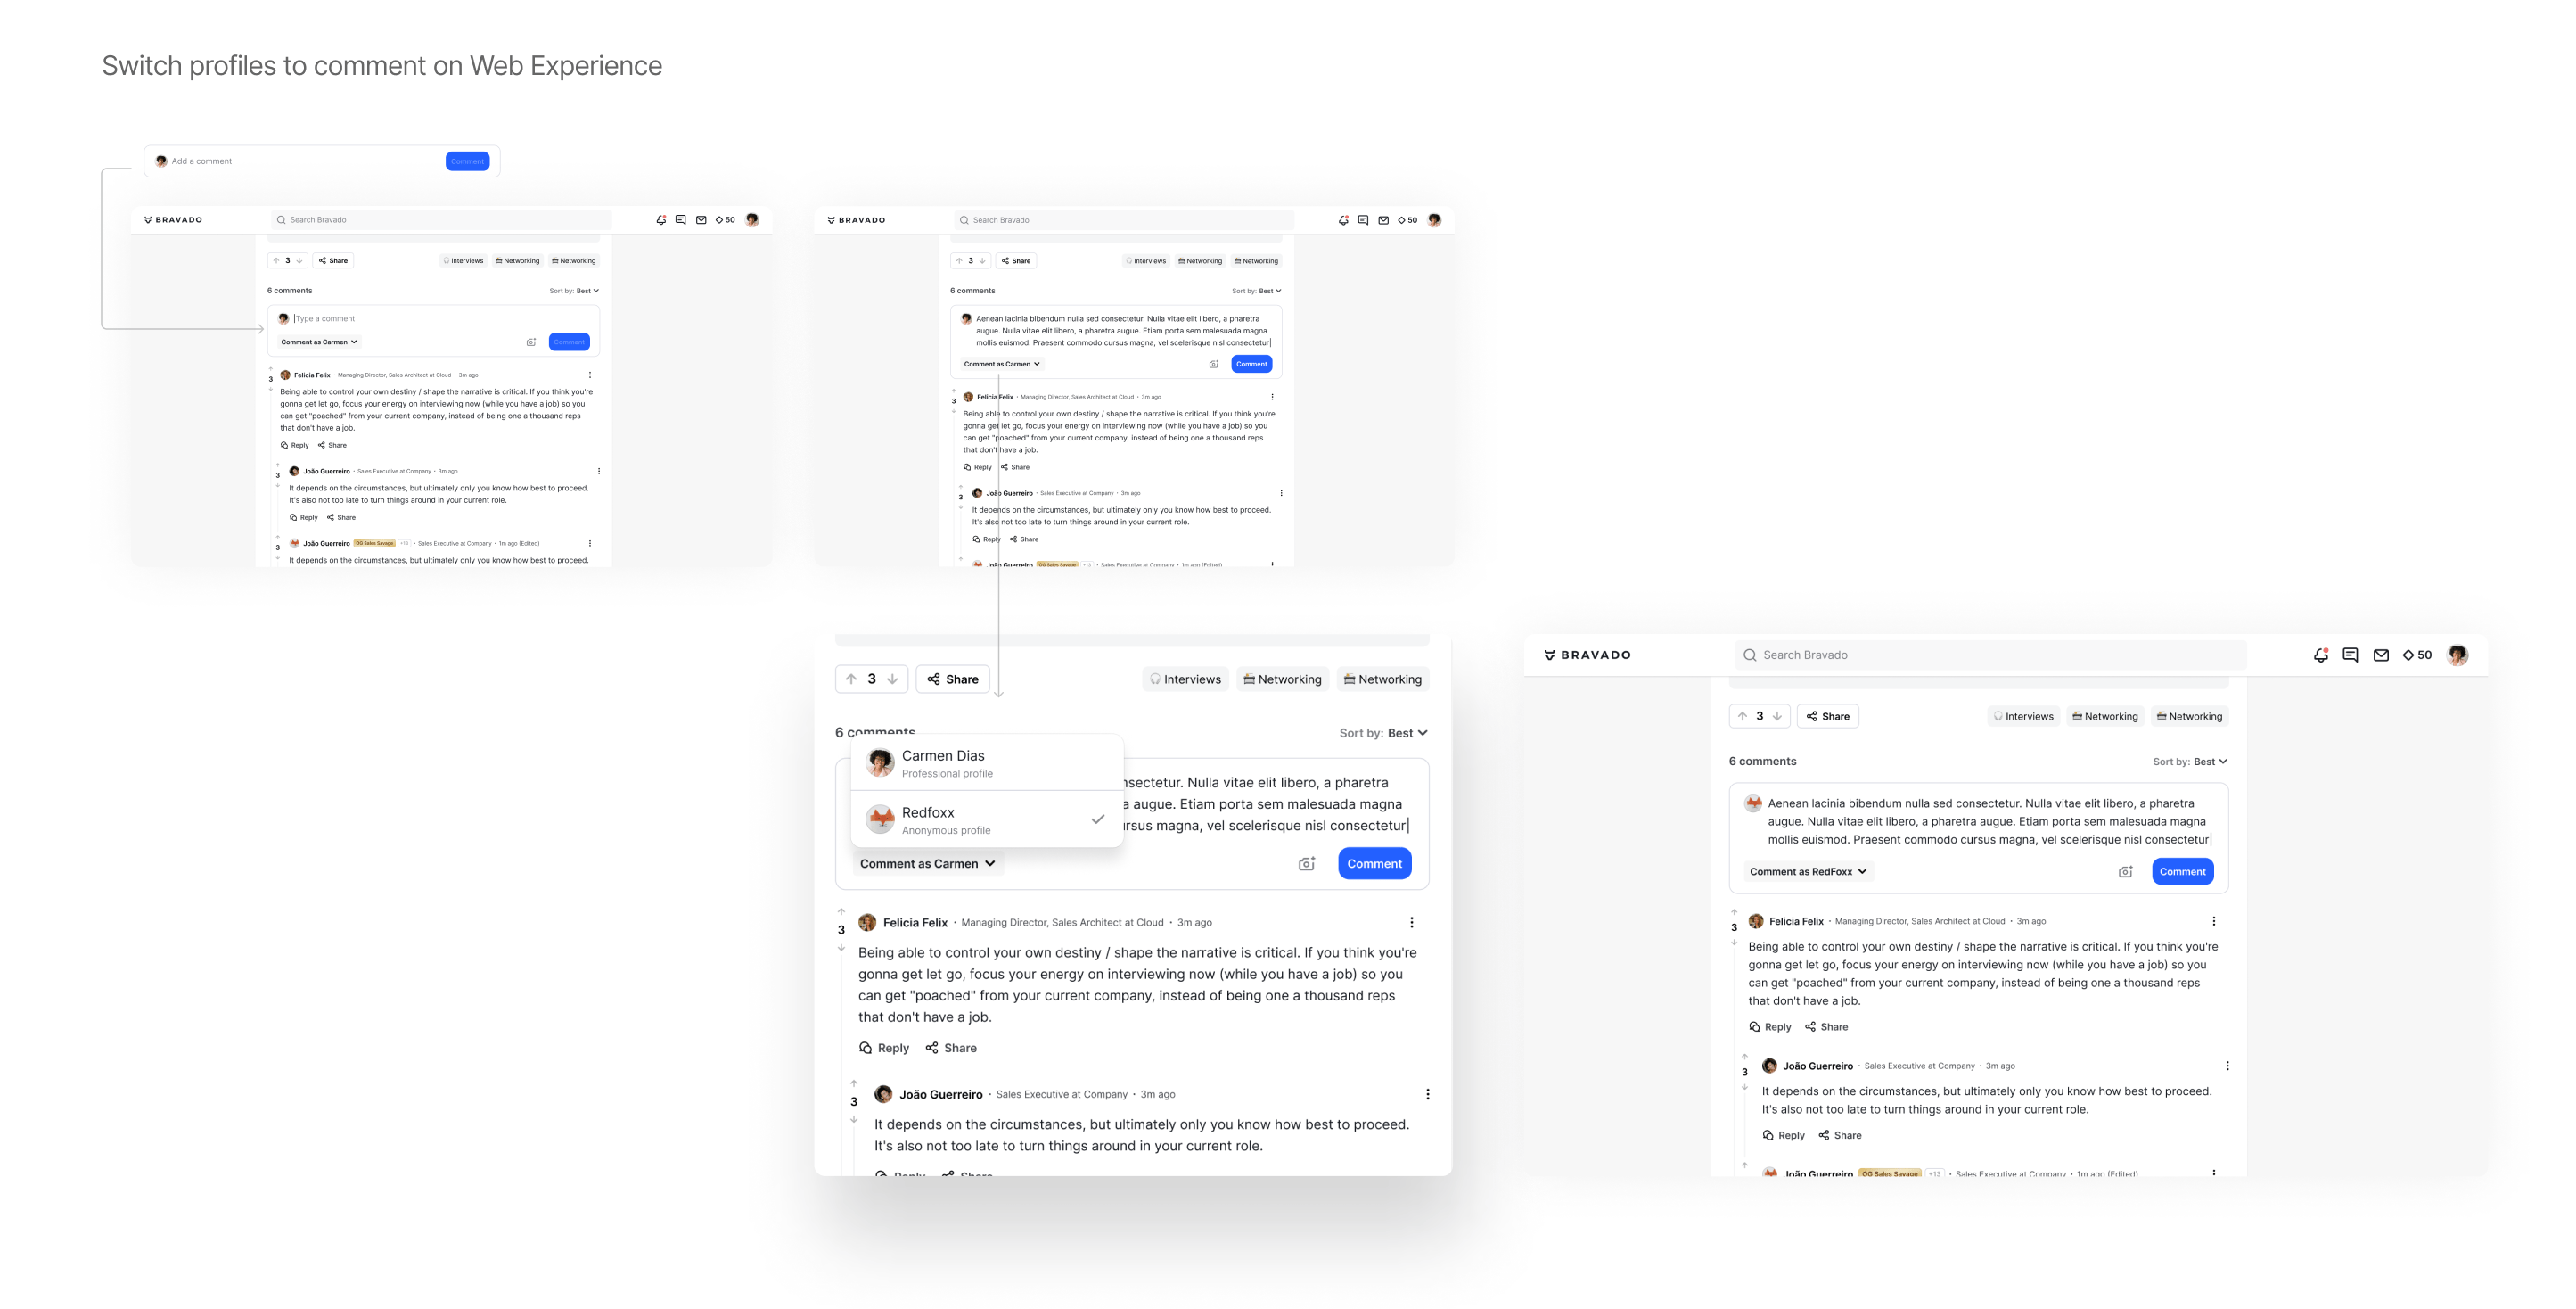 Switch profiles to comment on Web Experience
Add a comment
Comment
BRAVADO
Search Bravado
50
3
Share
Interviews
Networking
Networking
6 comments
Sort by: Best
Type a comment
Comment as Carmen
Comment
3
Felicia Felix • Managing Director, Sales Architect at Cloud • 3m ago
Being able to control your own destiny / shape the narrative is critical. If you think you're
gonna get let go, focus your energy on interviewing now (while you have a job) so you
can get "poached" from your current company, instead of being one a thousand reps
that don't have a job.
Reply
Share
3
João Guerreiro • Sales Executive at Company • 3m ago
It depends on the circumstances, but ultimately only you know how best to proceed.
It's also not too late to turn things around in your current role.
Reply
Share
3
João Guerreiro OG Sales Savage +13 • Sales Executive at Company • 1m ago (Edited)
It depends on the circumstances, but ultimately only you know how best to proceed.
BRAVADO
Search Bravado
50
3
Share
Interviews
Networking
Networking
6 comments
Sort by: Best
Aenean lacinia bibendum nulla sed consectetur. Nulla vitae elit libero, a pharetra
augue. Nulla vitae elit libero, a pharetra augue. Etiam porta sem malesuada magna
mollis euismod. Praesent commodo cursus magna, vel scelerisque nisl consectetur
Comment as Carmen
Comment
3
Felicia Felix • Managing Director, Sales Architect at Cloud • 3m ago
Being able to control your own destiny / shape the narrative is critical. If you think you're
gonna get let go, focus your energy on interviewing now (while you have a job) so you
can get "poached" from your current company, instead of being one a thousand reps
that don't have a job.
Reply
Share
3
João Guerreiro • Sales Executive at Company • 3m ago
It depends on the circumstances, but ultimately only you know how best to proceed.
It's also not too late to turn things around in your current role.
Reply
Share
João Guerreiro OG Sales Savage +13 • Sales Executive at Company • 1m ago (Edited)
3
Share
Interviews
Networking
Networking
6 comments
Sort by: Best
Carmen Dias
Professional profile
Redfoxx
Anonymous profile
nsectetur. Nulla vitae elit libero, a pharetra
a augue. Etiam porta sem malesuada magna
ursus magna, vel scelerisque nisl consectetur
Comment as Carmen
Comment
3
Felicia Felix • Managing Director, Sales Architect at Cloud • 3m ago
Being able to control your own destiny / shape the narrative is critical. If you think you're
gonna get let go, focus your energy on interviewing now (while you have a job) so you
can get "poached" from your current company, instead of being one a thousand reps
that don't have a job.
Reply
Share
3
João Guerreiro • Sales Executive at Company • 3m ago
It depends on the circumstances, but ultimately only you know how best to proceed.
It's also not too late to turn things around in your current role.
Reply
Share
BRAVADO
Search Bravado
50
3
Share
Interviews
Networking
Networking
6 comments
Sort by: Best
Aenean lacinia bibendum nulla sed consectetur. Nulla vitae elit libero, a pharetra
augue. Nulla vitae elit libero, a pharetra augue. Etiam porta sem malesuada magna
mollis euismod. Praesent commodo cursus magna, vel scelerisque nisl consectetur
Comment as RedFoxx
Comment
3
Felicia Felix • Managing Director, Sales Architect at Cloud • 3m ago
Being able to control your own destiny / shape the narrative is critical. If you think you're
gonna get let go, focus your energy on interviewing now (while you have a job) so you
can get "poached" from your current company, instead of being one a thousand reps
that don't have a job.
Reply
Share
3
João Guerreiro • Sales Executive at Company • 3m ago
It depends on the circumstances, but ultimately only you know how best to proceed.
It's also not too late to turn things around in your current role.
Reply
Share
João Guerreiro OG Sales Savage +13 • Sales Executive at Company • 1m ago (Edited)